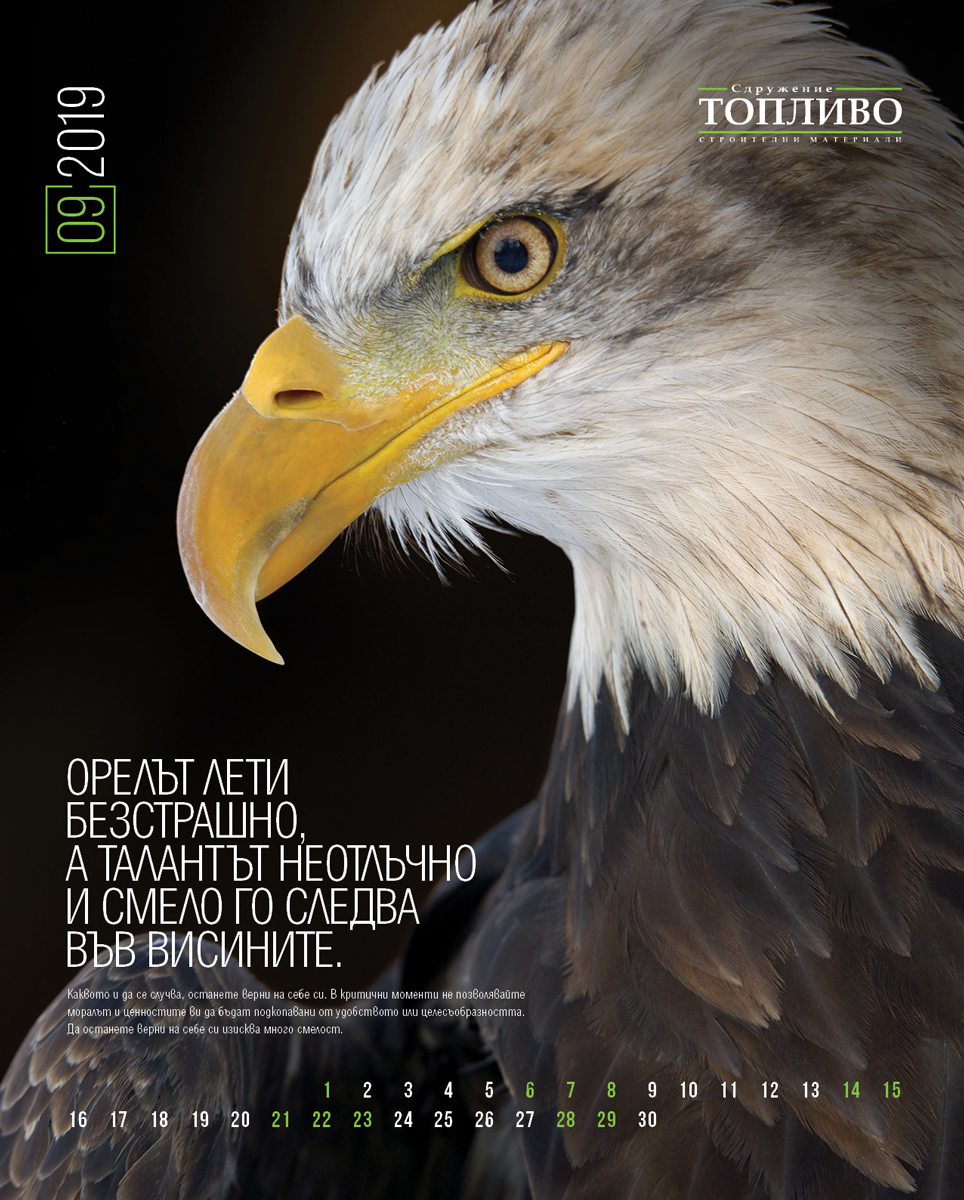 09 2019
Сдружение
ТОПЛИВО
СТРОИТЕЛНИ МАТЕРИАЛИ
ОРЕЛЪТ ЛЕТИ
БЕЗСТРАШНО,
А ТАЛАНТЪТ НЕОТЛЪЧНО
И СМЕЛО ГО СЛЕДВА
ВЪВ ВИСИНИТЕ.
Каквото и да се случва, останете верни на себе си. В критични моменти не позволявайте
моралът и ценностите ви да бъдат подкопавани от удобството или целесъобразността.
Да останете верни на себе си изисква много смелост.
1 2 3 4 5 6 7 8 9 10 11 12 13 14 15
16 17 18 19 20 21 22 23 24 25 26 27 28 29 30